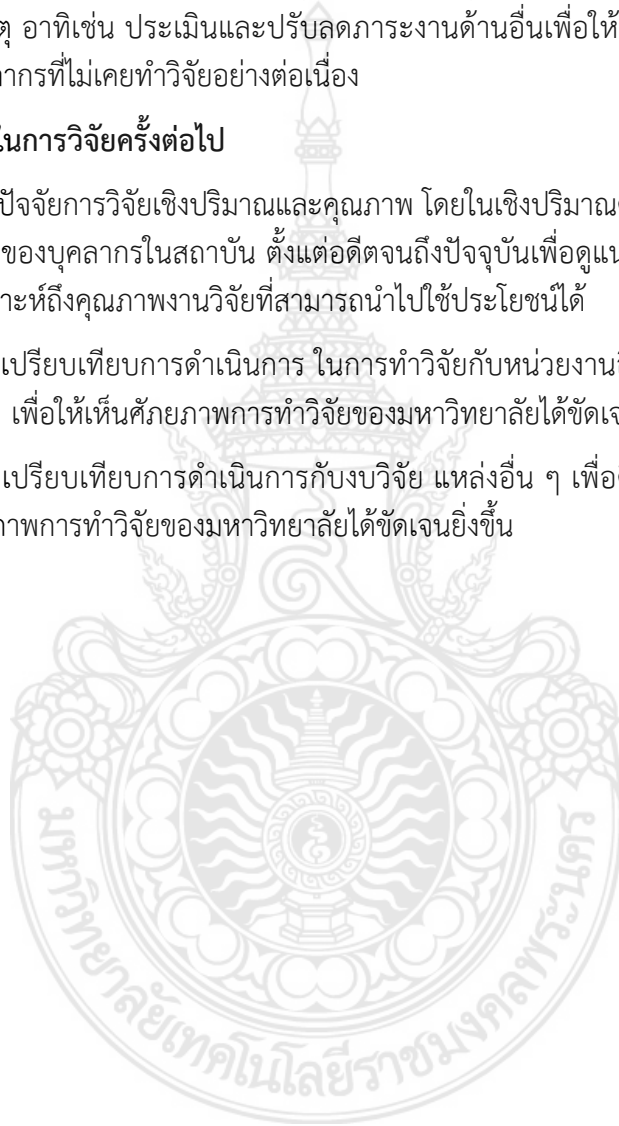 ตุ อาทิเช่น ประเมินและปรับลดภาระงานด้านอื่นเพื่อให้
ากรที่ไม่เคยทำวิจัยอย่างต่อเนื่อง
ในการวิจัยครั้งต่อไป
ปัจจัยการวิจัยเชิงปริมาณและคุณภาพ โดยในเชิงปริมาณ
ของบุคลากรในสถาบัน ตั้งแต่อดีตจนถึงปัจจุบันเพื่อดูแน
าะห์ถึงคุณภาพงานวิจัยที่สามารถนำไปใช้ประโยชน์ได้
เปรียบเทียบการดำเนินการ ในการทำวิจัยกับหน่วยงาน
เพื่อให้เห็นศักยภาพการทำวิจัยของมหาวิทยาลัยได้ขัดเจ
เปรียบเทียบการดำเนินการกับงบวิจัย แหล่งอื่น ๆ เพื่อ
ภาพการทำวิจัยของมหาวิทยาลัยได้ขัดเจนยิ่งขึ้น
มหาวิทยาลัยเทคโนโลยีราชมงคลพระนคร